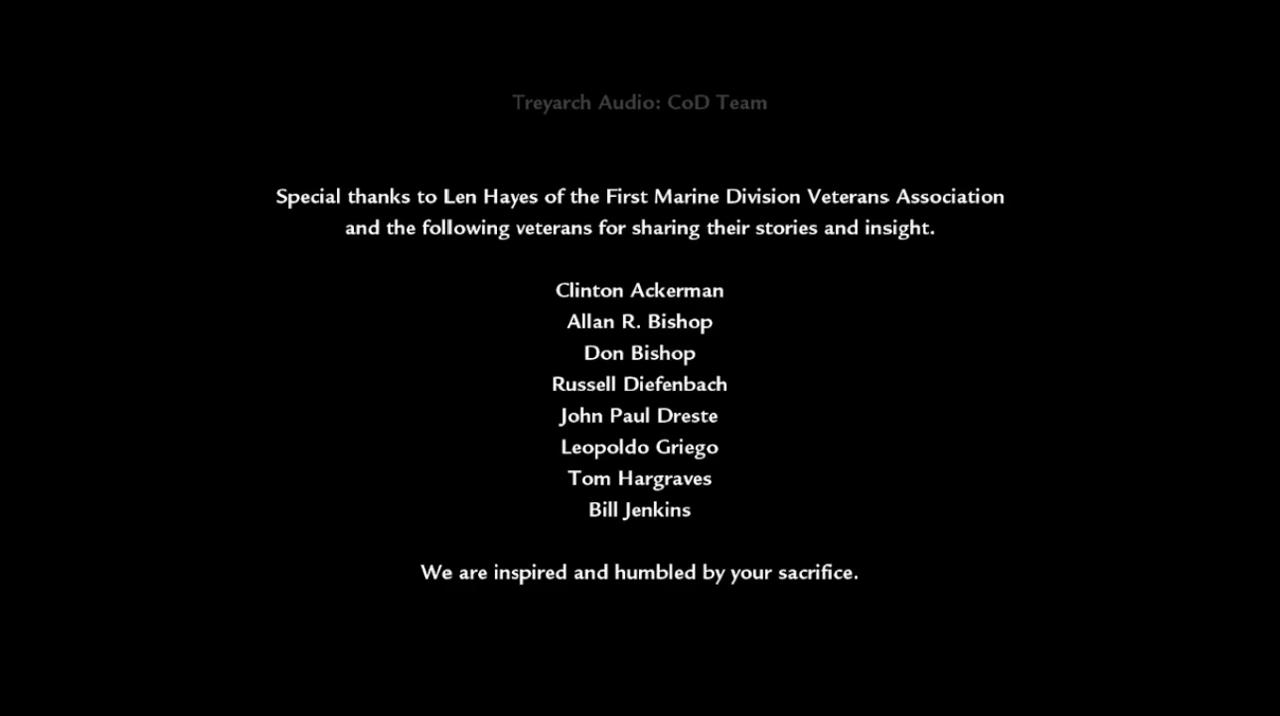 Treyarch Audio: CoD Team
Special thanks to Len Hayes of the First Marine Division Veterans Association
and the following veterans for sharing their stories and insight.
Clinton Ackerman
Allan R. Bishop
Don Bishop
Russell Diefenbach
John Paul Dreste
Leopoldo Griego
Tom Hargraves
Bill Jenkins
We are inspired and humbled by your sacrifice.